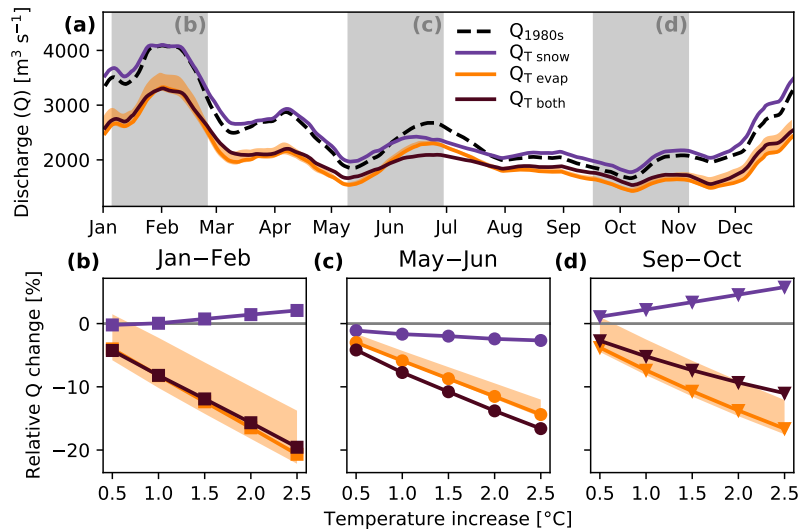 (a) (b) (c) (d)
Q1980s
QT snow
QT evap
QT both
Discharge (Q) [m³ s⁻¹]
4000
3000
2000
Jan Feb Mar Apr May Jun Jul Aug Sep Oct Nov Dec
(b) Jan−Feb (c) May−Jun (d) Sep−Oct
Relative Q change [%]
0
−10
−20
0.5 1.0 1.5 2.0 2.5 0.5 1.0 1.5 2.0 2.5 0.5 1.0 1.5 2.0 2.5
Temperature increase [°C]